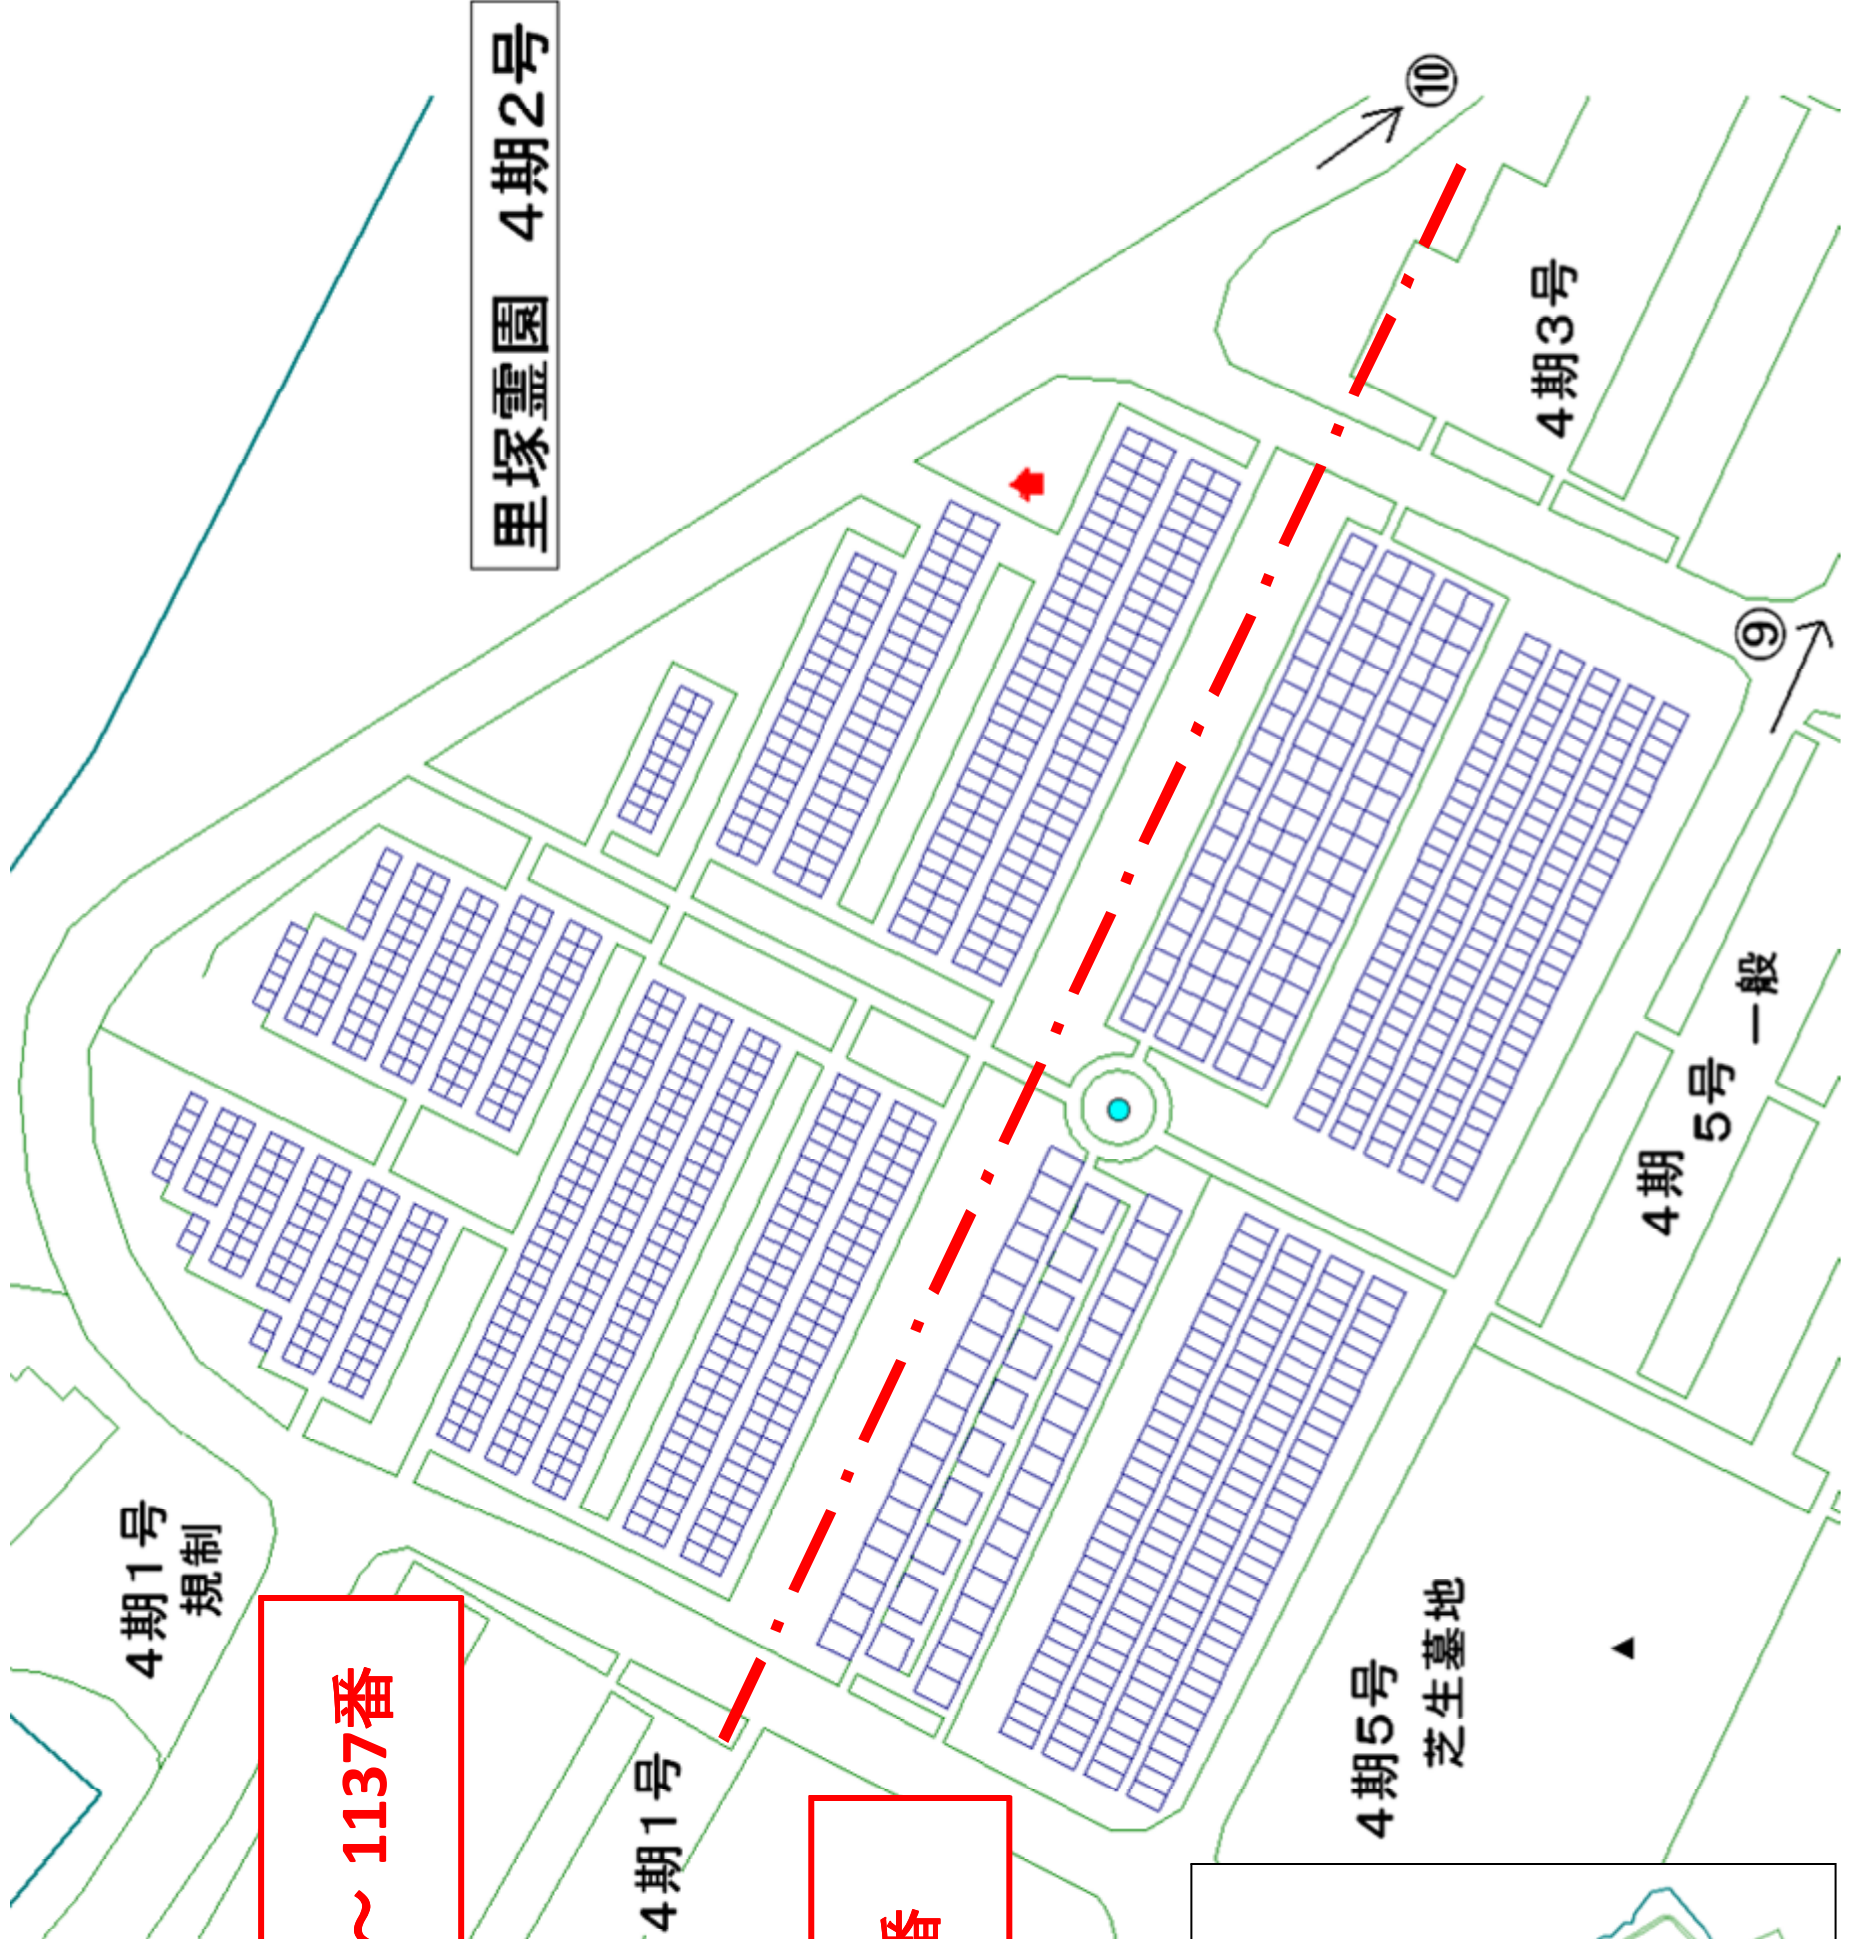 里塚霊園 4期2号
⑩
4期3号
⑨
4期
5号
一般
4期1号
規制
～ 1137番
4期1号
番
4期5号
芝生墓地